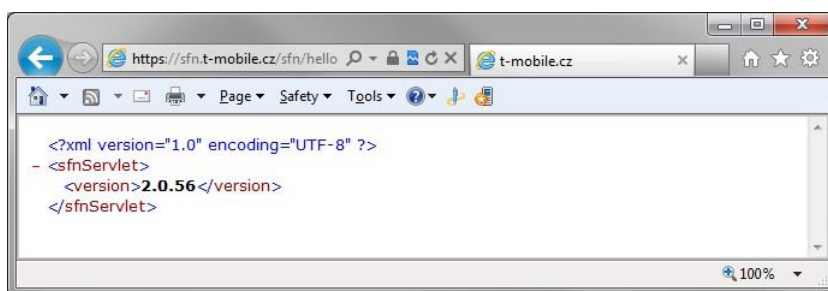 https://sfn.t-mobile.cz/sfn/hello
t-mobile.cz
Page Safety Tools
<?xml version="1.0" encoding="UTF-8" ?>
- <sfnServlet>
<version>2.0.56</version>
</sfnServlet>
100%